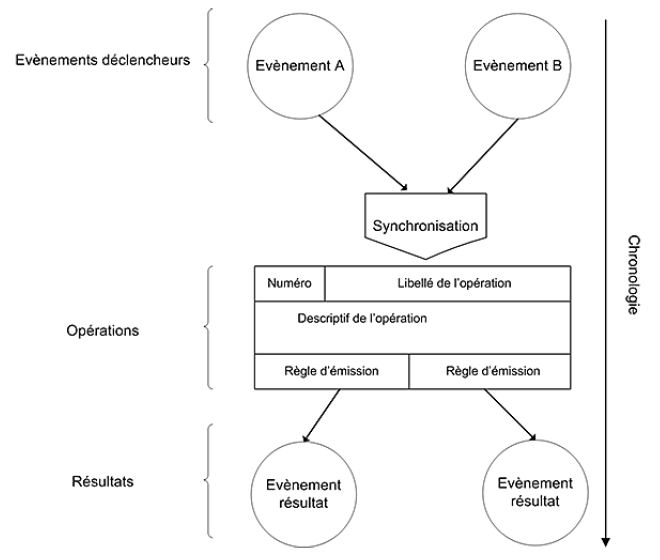 Evènements déclencheurs
Evènement A
Evènement B
Synchronisation
Chronologie
Numéro
Libellé de l'opération
Opérations
Descriptif de l'opération
Règle d'émission
Règle d'émission
Résultats
Evènement
résultat
Evènement
résultat